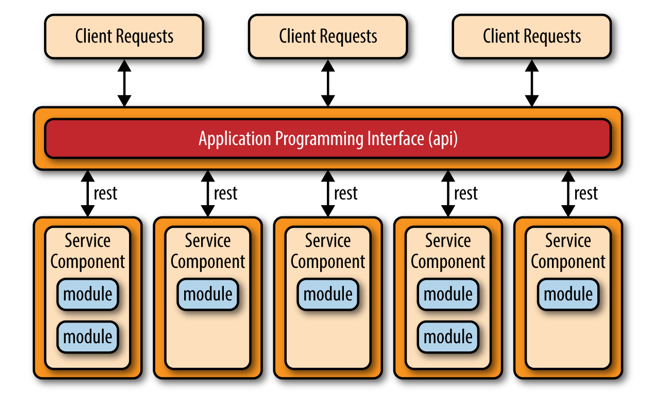 Client Requests
Client Requests
Client Requests
Application Programming Interface (api)
rest
rest
rest
rest
rest
Service
Component
module
module
Service
Component
module
Service
Component
module
Service
Component
module
module
Service
Component
module